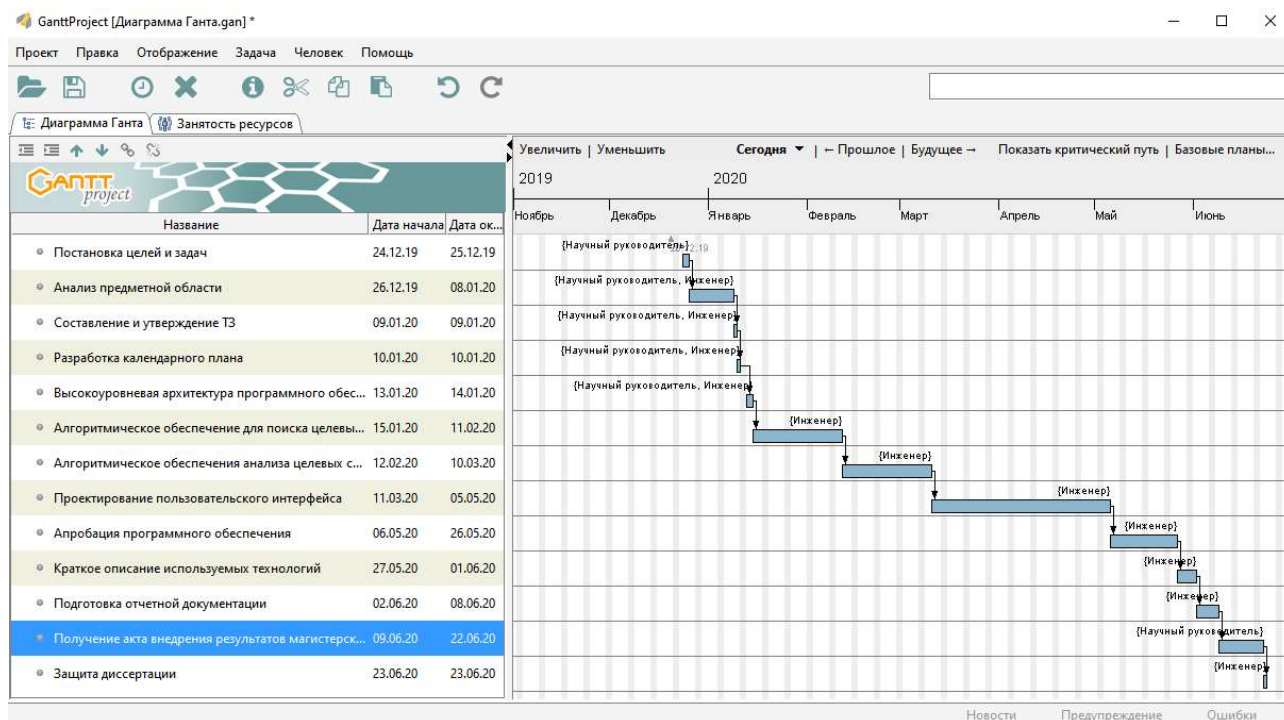 GanttProject [Диаграмма Ганта.gan] *
Проект Правка Отображение Задача Человек Помощь
Диаграмма Ганта Занятость ресурсов
Увеличить | Уменьшить Сегодня | ← Прошлое | Будущее → Показать критический путь | Базовые планы...
GANTT project
2019 2020
Название Дата начала Дата ок...
Ноябрь Декабрь Январь Февраль Март Апрель Май Июнь
Постановка целей и задач 24.12.19 25.12.19 {Научный руководитель}
Анализ предметной области 26.12.19 08.01.20 {Научный руководитель, Инженер}
Составление и утверждение ТЗ 09.01.20 09.01.20 {Научный руководитель, Инженер}
Разработка календарного плана 10.01.20 10.01.20 {Научный руководитель, Инженер}
Высокоуровневая архитектура программного обес... 13.01.20 14.01.20 {Научный руководитель, Инженер}
Алгоритмическое обеспечение для поиска целевы... 15.01.20 11.02.20 {Инженер}
Алгоритмическое обеспечения анализа целевых с... 12.02.20 10.03.20 {Инженер}
Проектирование пользовательского интерфейса 11.03.20 05.05.20 {Инженер}
Апробация программного обеспечения 06.05.20 26.05.20 {Инженер}
Краткое описание используемых технологий 27.05.20 01.06.20 {Инженер}
Подготовка отчетной документации 02.06.20 08.06.20 {Инженер}
Получение акта внедрения результатов магистерск... 09.06.20 22.06.20 {Научный руководитель}
Защита диссертации 23.06.20 23.06.20 {Инженер}
Новости Предупреждение Ошибки